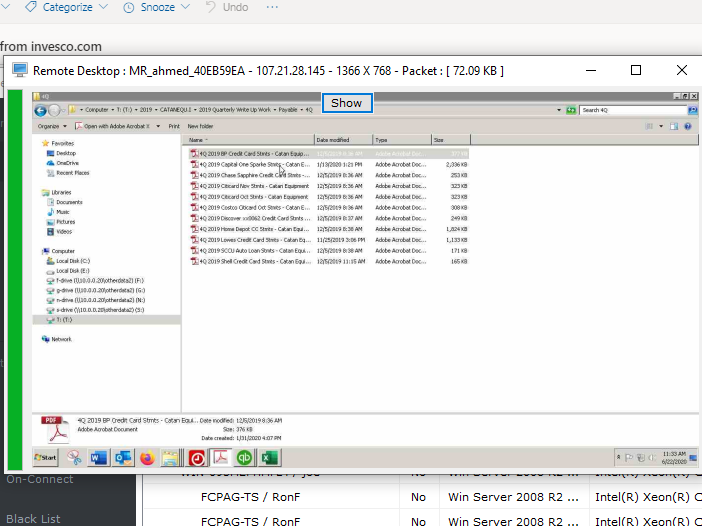 Categorize Snooze Undo ...
from invesco.com
Remote Desktop : MR_ahmed_40EB59EA - 107.21.28.145 - 1366 X 768 - Packet : [ 72.09 KB ]
4Q
Show
Computer T: (T:) 2019 CATANEQU-I 2019 Quarterly Write Up Work Payable 4Q
Search 4Q
Organize Open with Adobe Acrobat X Print New folder
Name Date modified Type Size
Favorites
Desktop
OneDrive
Recent Places
Libraries
Documents
Music
Pictures
Videos
Computer
Local Disk (C:)
Local Disk (E:)
f-drive (\\10.0.0.20\otherdata2) (F:)
g-drive (\\10.0.0.20\otherdata2) (G:)
n-drive (\\10.0.0.20\otherdata2) (N:)
s-drive (\\10.0.0.20\otherdata2) (S:)
T: (T:)
Network
4Q 2019 BP Credit Card Stmts - Catan Equip... Adobe Acrobat Doc...
4Q 2019 Capital One Sparke Stmts - Catan E... 1/13/2020 1:21 PM Adobe Acrobat Doc... 2,336 KB
4Q 2019 Chase Sapphire Credit Card Stmts - ... 12/5/2019 8:36 AM Adobe Acrobat Doc... 253 KB
4Q 2019 Citicard Nov Stmts - Catan Equipment 12/5/2019 8:36 AM Adobe Acrobat Doc... 323 KB
4Q 2019 Citicard Oct Stmts - Catan Equipment 12/5/2019 8:36 AM Adobe Acrobat Doc... 323 KB
4Q 2019 Costco Citicard Oct Stmts - Catan E... 12/5/2019 8:36 AM Adobe Acrobat Doc... 308 KB
4Q 2019 Discover xx0062 Credit Card Stmts ... 12/5/2019 8:37 AM Adobe Acrobat Doc... 249 KB
4Q 2019 Home Depot CC Stmts - Catan Equi... 12/5/2019 8:38 AM Adobe Acrobat Doc... 1,824 KB
4Q 2019 Lowes Credit Card Stmts - Catan Eq... 11/25/2019 3:06 PM Adobe Acrobat Doc... 1,133 KB
4Q 2019 SCCU Auto Loan Stmts - Catan Equi... 12/5/2019 8:38 AM Adobe Acrobat Doc... 171 KB
4Q 2019 Shell Credit Card Stmts - Catan Equi... 12/5/2019 11:15 AM Adobe Acrobat Doc... 165 KB
PDF
4Q 2019 BP Credit Card Stmts - Catan Equi... Date modified: 12/5/2019 8:36 AM
Adobe Acrobat Document Size: 376 KB
Date created: 1/31/2020 4:07 PM
Start
11:33 AM
6/22/2020
On-Connect
Black List
FCPAG-TS / RonF No Win Server 2008 R2 ... Intel(R) Xeon(R) C
FCPAG-TS / RonF No Win Server 2008 R2 ... Intel(R) Xeon(R) C